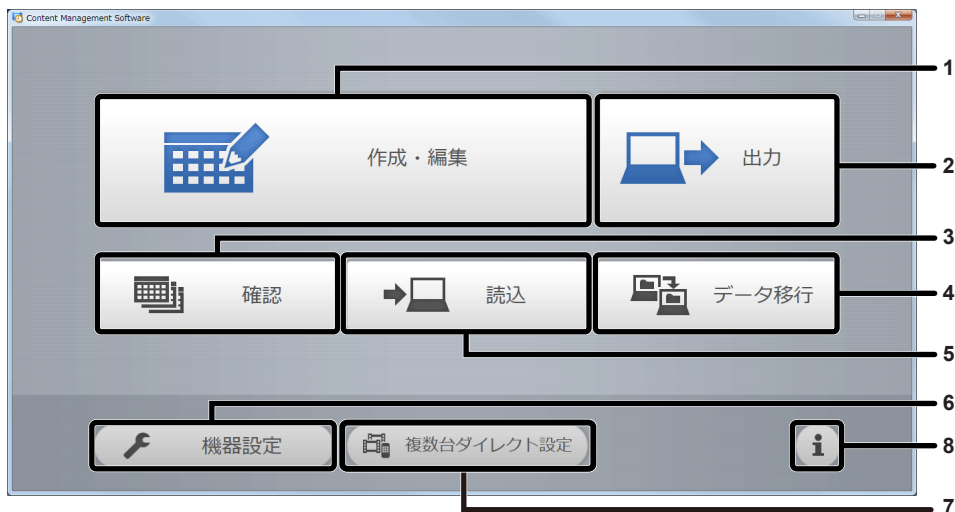 Content Management Software
1
作成・編集
出力
2
3
確認
読込
データ移行
4
5
6
機器設定
複数台ダイレクト設定
i
8
7